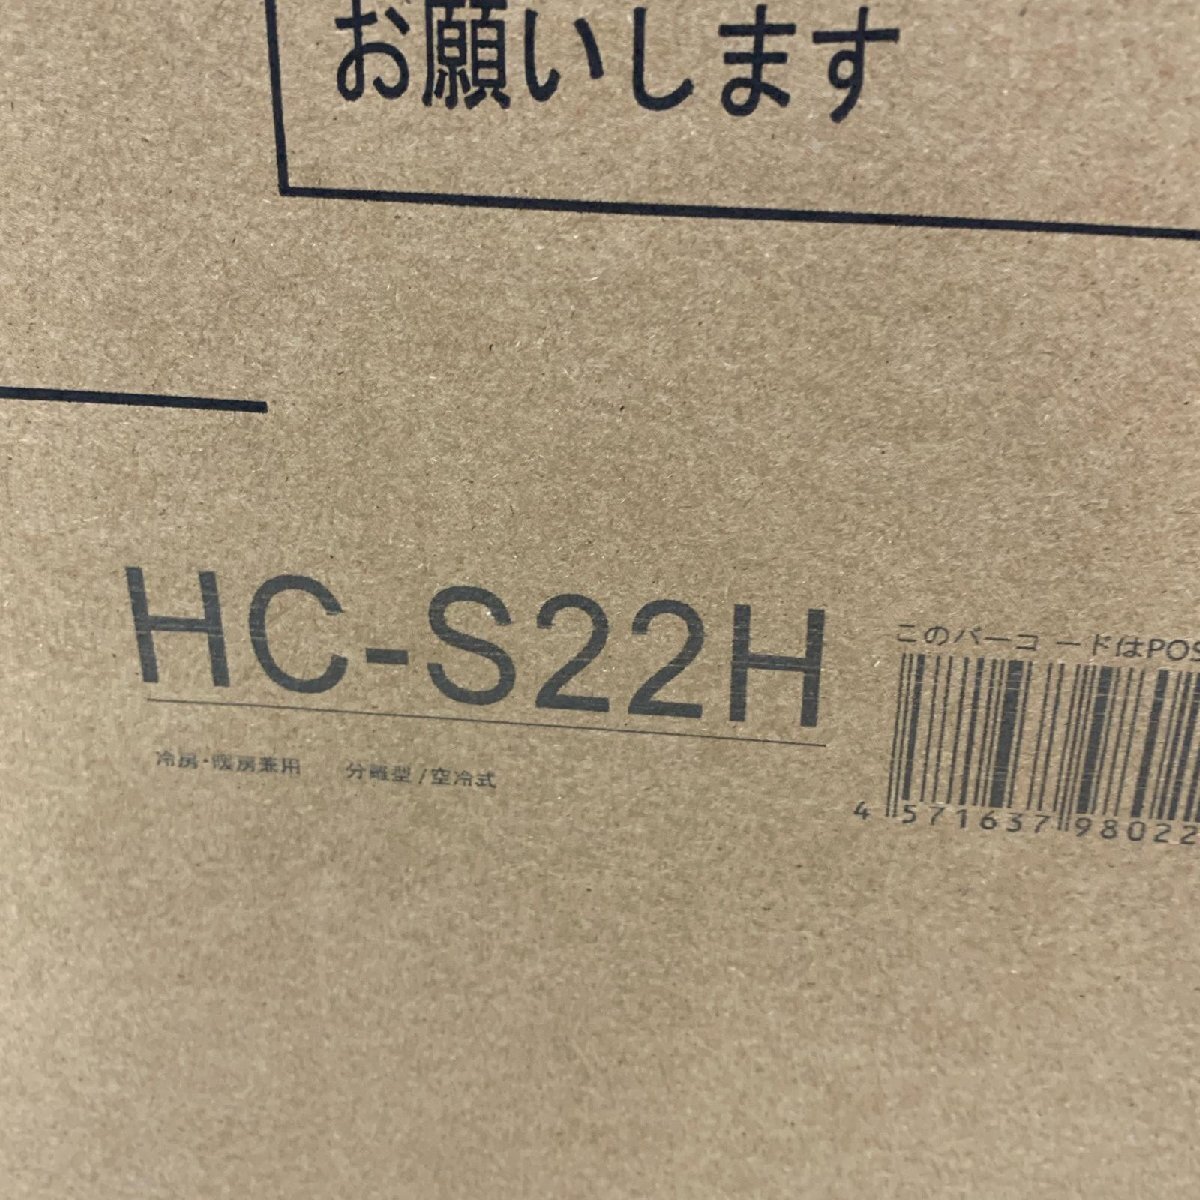 お願いします
HC-S22H
冷房・暖房兼用　分離型/空冷式
このバーコードはPOS
4 571637 98022